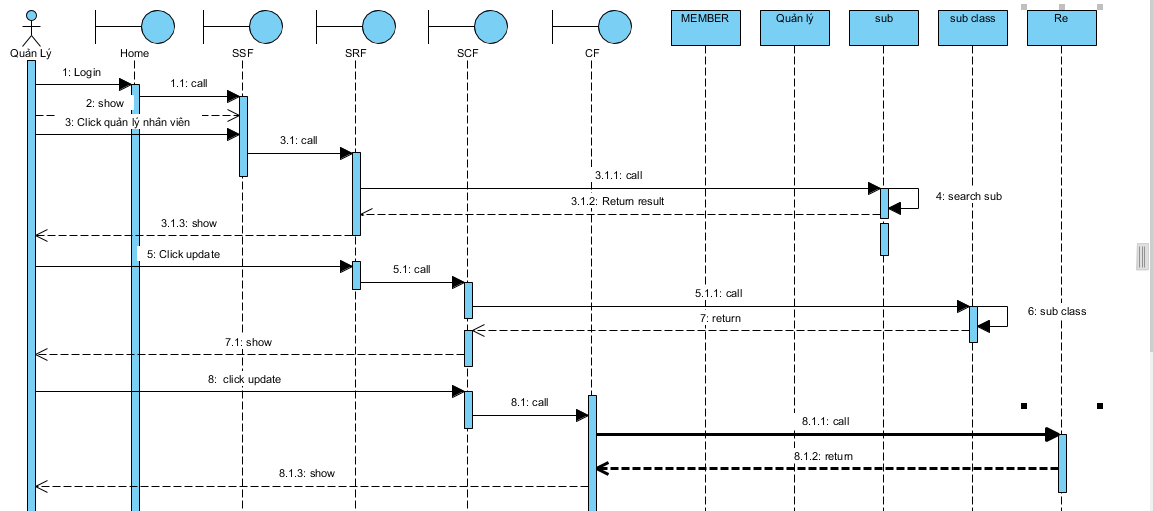 MEMBER
Quản lý
sub
sub class
Re
Quản Lý
Home
SSF
SRF
SCF
CF
1: Login
1.1: call
2: show
3: Click quản lý nhân viên
3.1: call
3.1.1: call
4: search sub
3.1.2: Return result
3.1.3: show
5: Click update
5.1: call
5.1.1: call
6: sub class
7: return
7.1: show
8: click update
8.1: call
8.1.1: call
8.1.2: return
8.1.3: show